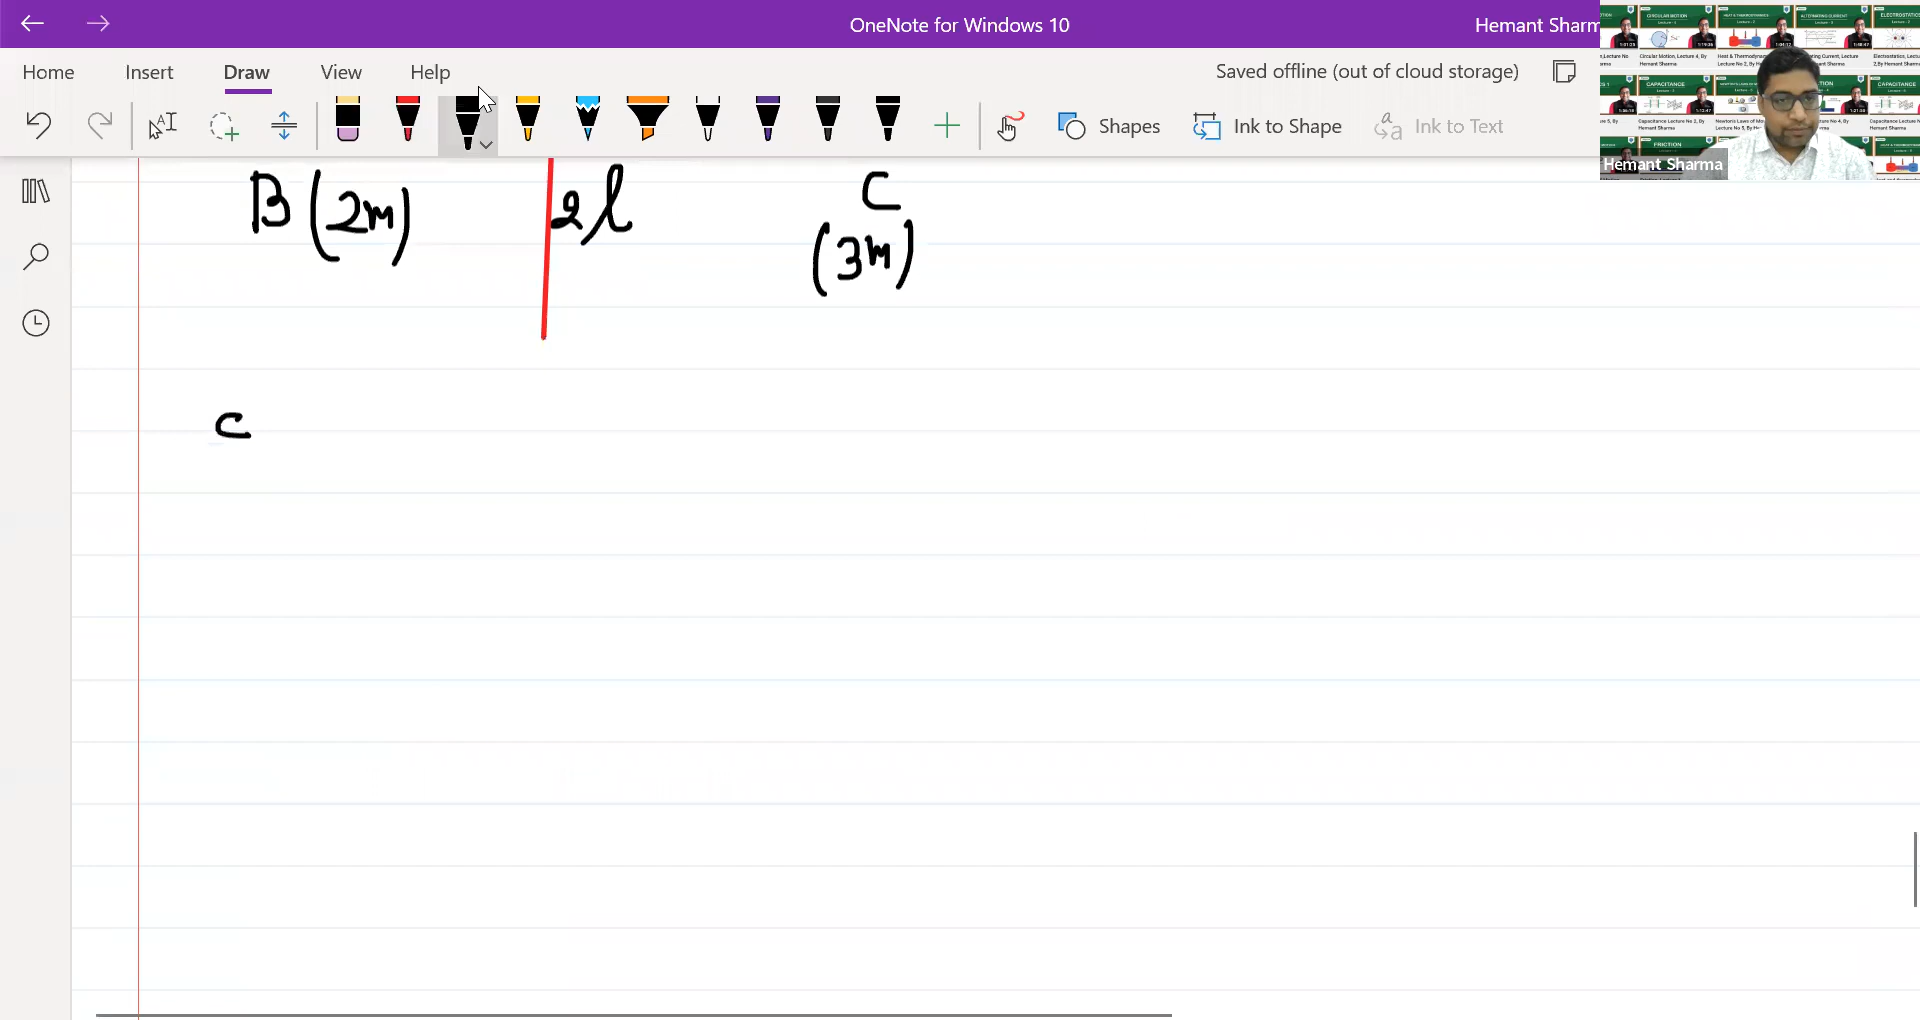 OneNote for Windows 10
Hemant Sharm
Home Insert Draw View Help
Saved offline (out of cloud storage)
Shapes Ink to Shape Ink to Text
Hemant Sharma
B (2m) 2l C
(3m)
C